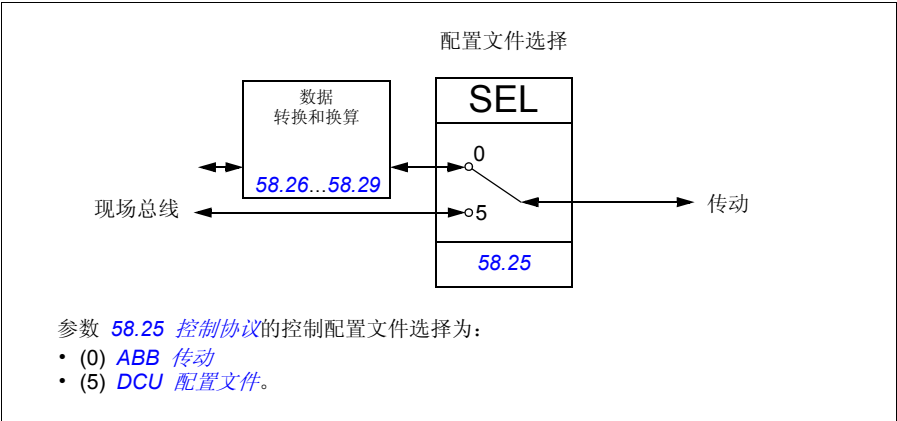 配置文件选择
数据
转换和换算
SEL
0
58.26...58.29
现场总线
5
传动
58.25
参数 58.25 控制协议的控制配置文件选择为：
• (0) ABB 传动
• (5) DCU 配置文件。